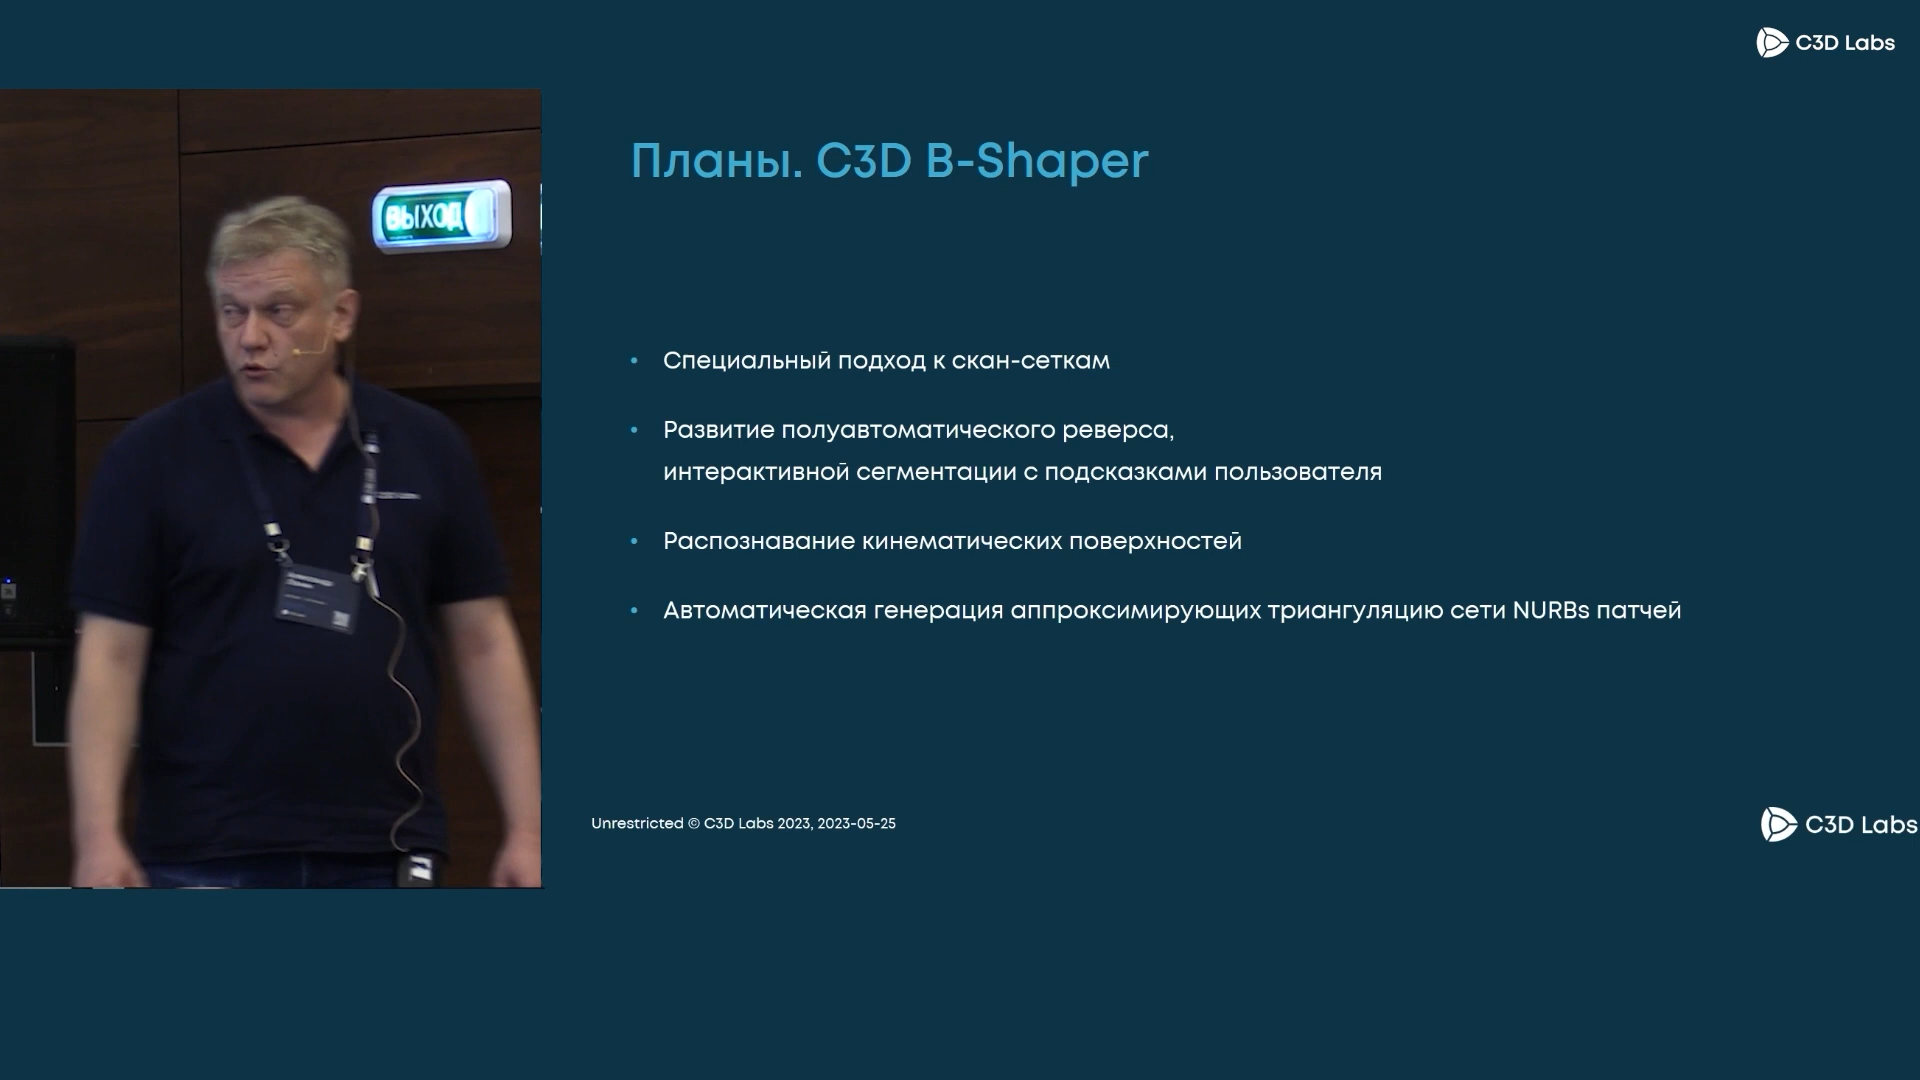 C3D Labs
Планы. C3D B-Shaper
ВЫХОД
• Специальный подход к скан-сеткам
• Развитие полуавтоматического реверса,
интерактивной сегментации с подсказками пользователя
• Распознавание кинематических поверхностей
• Автоматическая генерация аппроксимирующих триангуляцию сети NURBs патчей
Unrestricted © C3D Labs 2023, 2023-05-25
C3D Labs